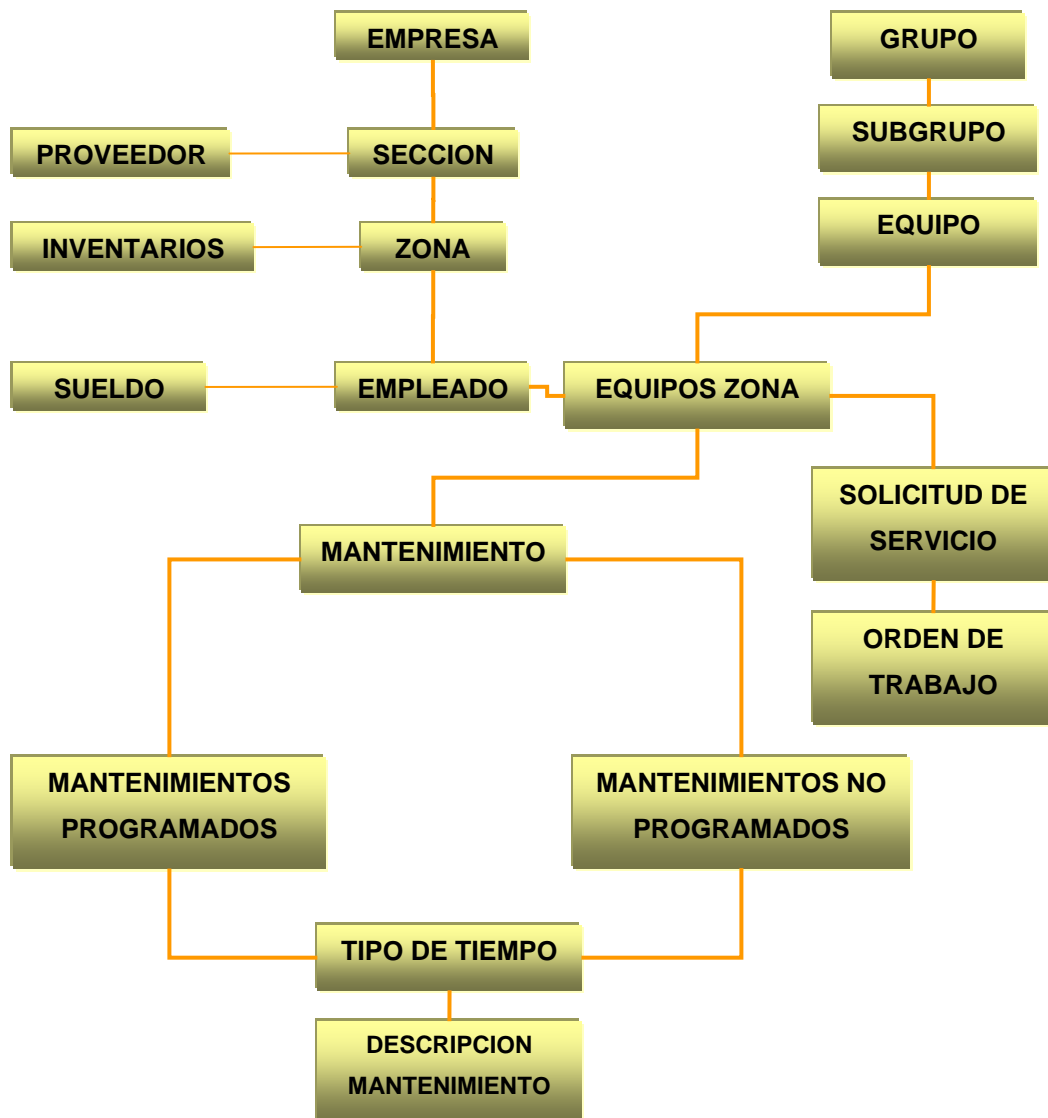 EMPRESA
GRUPO
PROVEEDOR
SECCION
SUBGRUPO
INVENTARIOS
ZONA
EQUIPO
SUELDO
EMPLEADO
EQUIPOS ZONA
SOLICITUD DE
SERVICIO
MANTENIMIENTO
ORDEN DE
TRABAJO
MANTENIMIENTOS
PROGRAMADOS
MANTENIMIENTOS NO
PROGRAMADOS
TIPO DE TIEMPO
DESCRIPCION
MANTENIMIENTO